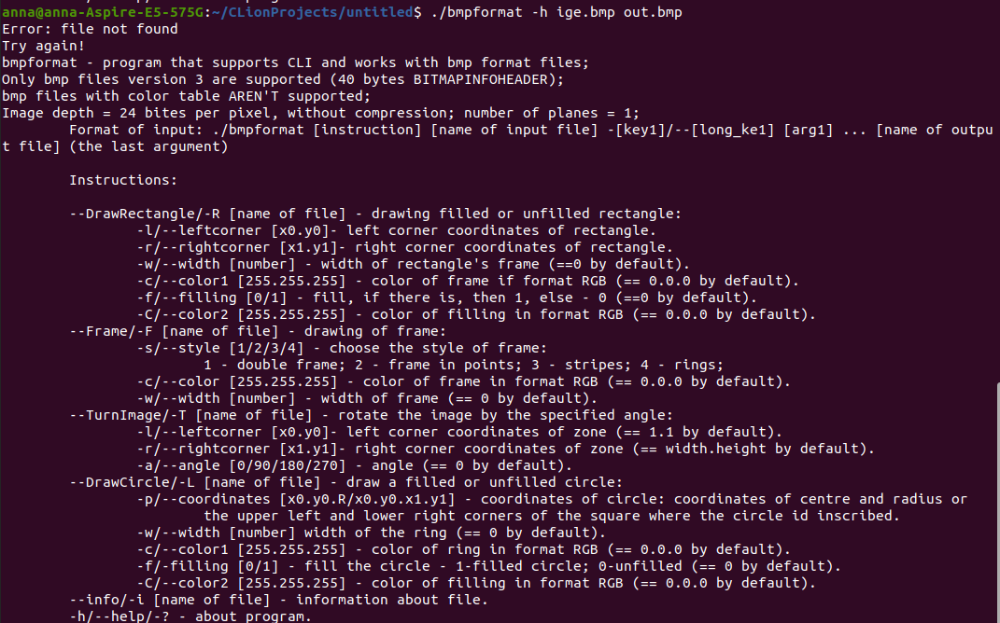 anna@anna-Aspire-E5-575G:~/CLionProjects/untitled$ ./bmpformat -h ige.bmp out.bmp
Error: file not found
Try again!
bmpformat - program that supports CLI and works with bmp format files;
Only bmp files version 3 are supported (40 bytes BITMAPINFOHEADER);
bmp files with color table AREN'T supported;
Image depth = 24 bites per pixel, without compression; number of planes = 1;
Format of input: ./bmpformat [instruction] [name of input file] -[key1]/--[long_ke1] [arg1] ... [name of outpu
t file] (the last argument)
Instructions:
--DrawRectangle/-R [name of file] - drawing filled or unfilled rectangle:
-l/--leftcorner [x0.y0]- left corner coordinates of rectangle.
-r/--rightcorner [x1.y1]- right corner coordinates of rectangle.
-w/--width [number] - width of rectangle's frame (==0 by default).
-c/--color1 [255.255.255] - color of frame if format RGB (== 0.0.0 by default).
-f/--filling [0/1] - fill, if there is, then 1, else - 0 (==0 by default).
-C/--color2 [255.255.255] - color of filling in format RGB (== 0.0.0 by default).
--Frame/-F [name of file] - drawing of frame:
-s/--style [1/2/3/4] - choose the style of frame:
1 - double frame; 2 - frame in points; 3 - stripes; 4 - rings;
-c/--color [255.255.255] - color of frame in format RGB (== 0.0.0 by default).
-w/--width [number] - width of frame (== 0 by default).
--TurnImage/-T [name of file] - rotate the image by the specified angle:
-l/--leftcorner [x0.y0]- left corner coordinates of zone (== 1.1 by default).
-r/--rightcorner [x1.y1]- right corner coordinates of zone (== width.height by default).
-a/--angle [0/90/180/270] - angle (== 0 by default).
--DrawCircle/-L [name of file] - draw a filled or unfilled circle:
-p/--coordinates [x0.y0.R/x0.y0.x1.y1] - coordinates of circle: coordinates of centre and radius or
the upper left and lower right corners of the square where the circle id inscribed.
-w/--width [number] width of the ring (== 0 by default).
-c/--color1 [255.255.255] - color of ring in format RGB (== 0.0.0 by default).
-f/-filling [0/1] - fill the circle - 1-filled circle; 0-unfilled (== 0 by default).
-C/--color2 [255.255.255] - color of filling in format RGB (== 0.0.0 by default).
--info/-i [name of file] - information about file.
-h/--help/-? - about program.